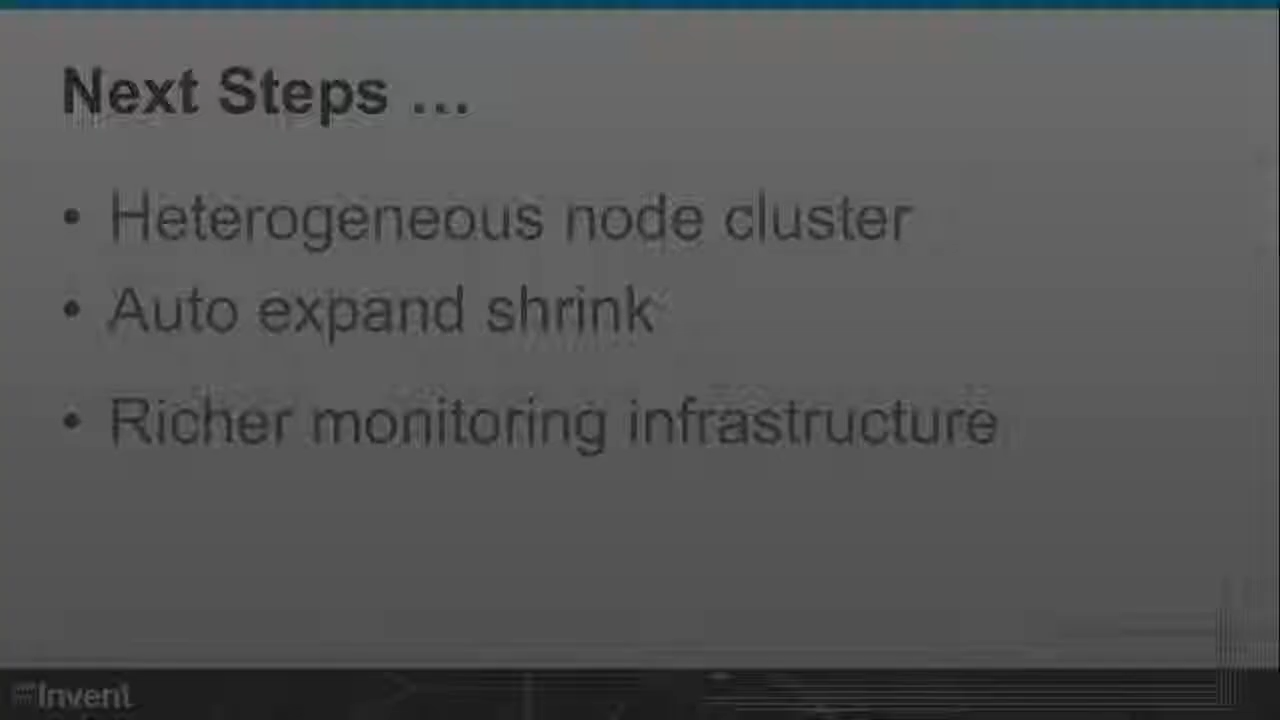 Next Steps ...
• Heterogeneous node cluster
• Auto expand shrink
• Richer monitoring infrastructure
Invent